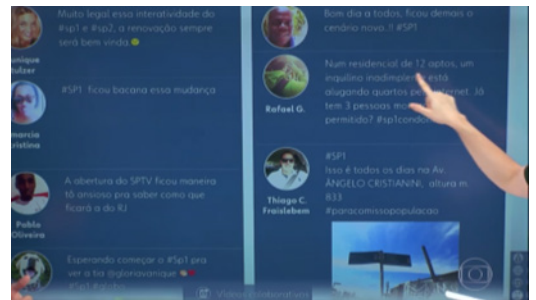 Muito legal essa interatividade do
#sp1 e #sp2, a renovação sempre
será bem vinda
#SP1 ficou bacana essa mudança
A abertura do SPTV ficou maneira
tô ansioso pra saber como que
ficará a do RJ
Pablo
Oliveira
Esperando começar o #Sp1 pra
ver a tia @gloriavanique
#Sp1 #globo
Bom dia a todos, ficou demais o
cenário novo..!! #SP1
Num residencial de 12 aptos, um
inquilino inadimplente está
alugando quartos internet. Já
tem 3 pessoas
permitido?
Rafael G.
#SP1
Isso é todos os dias na Av.
ÂNGELO CRISTIANINI, altura m
833
#paracomissopopulacao
Thiago C.
Fraislebem
Vídeos colaborativos